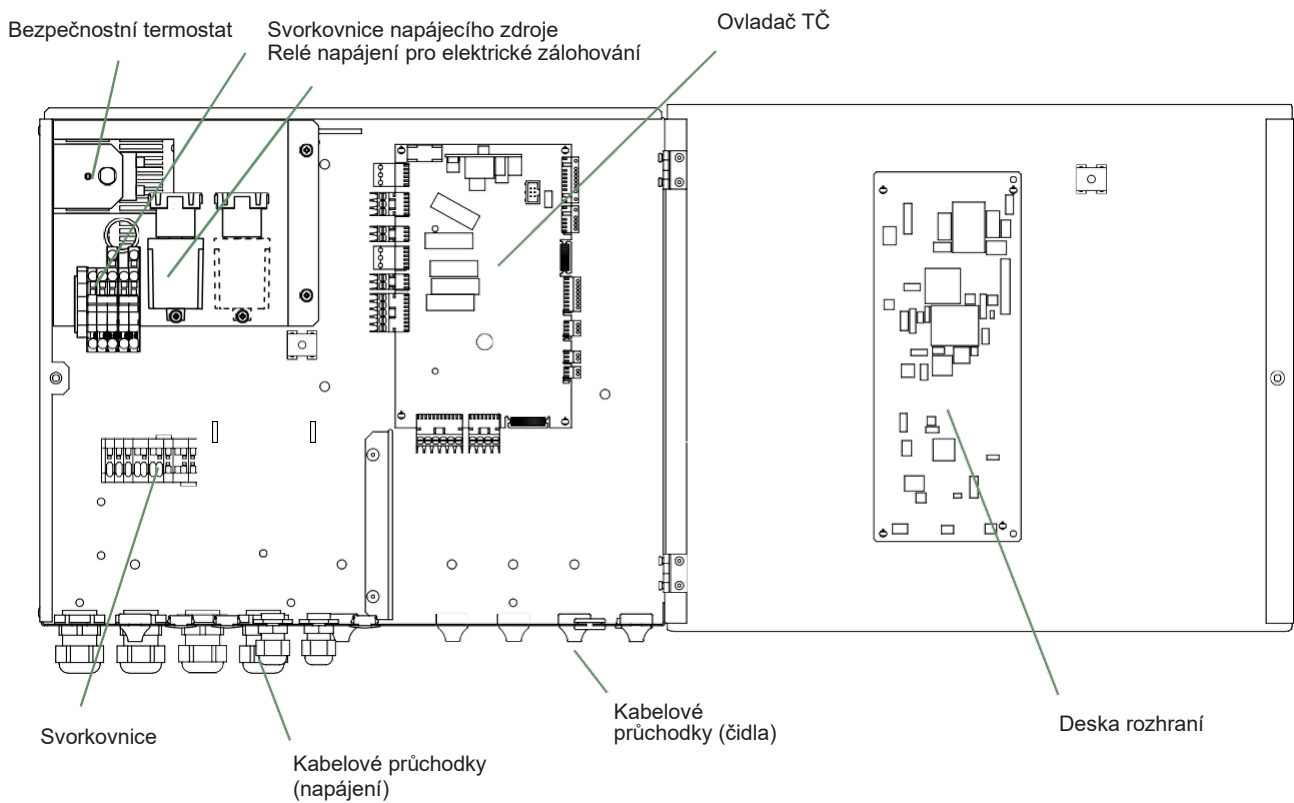 Bezpečnostní termostat
Svorkovnice napájecího zdroje
Relé napájení pro elektrické zálohování
Ovladač TČ
Svorkovnice
Kabelové průchodky
(napájení)
Kabelové
průchodky (čidla)
Deska rozhraní